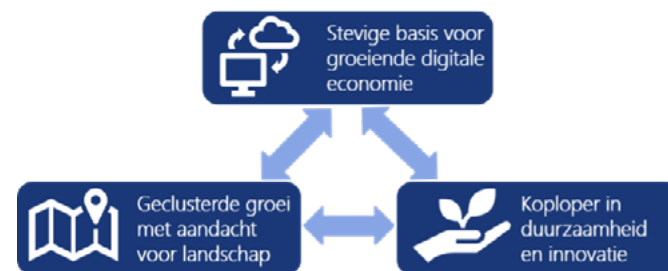 Stevige basis voor
groeiende digitale
economie
Geclusterde groei
met aandacht
voor landschap
Koploper in
duurzaamheid
en innovatie